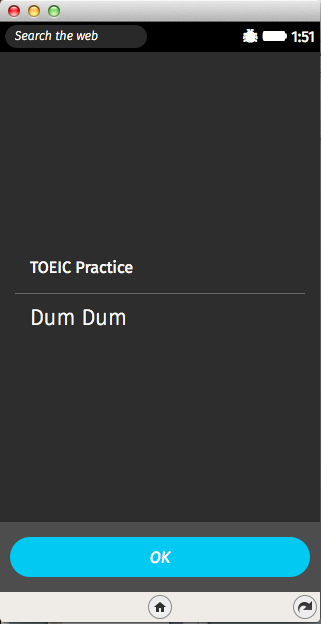 Search the web
1:51
TOEIC Practice
Dum Dum
OK